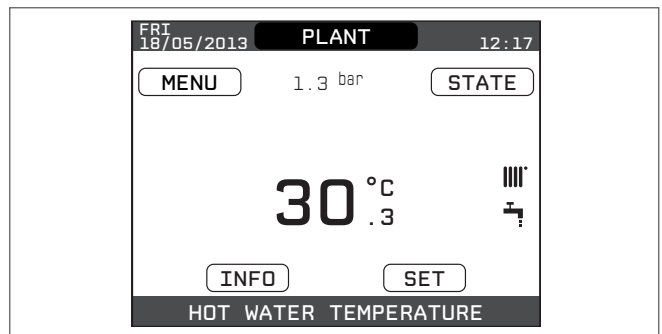 FRI
18/05/2013 PLANT 12:17
MENU 1.3 bar STATE
30.3 °C
INFO SET
HOT WATER TEMPERATURE